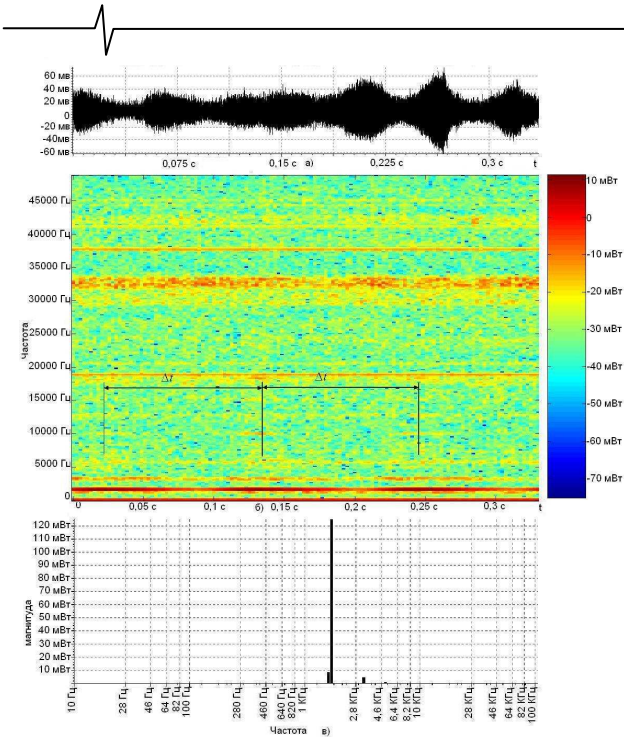 60 мв
40 мв
20 мв
0
-20 мв
-40мв
-60 мв
0,075 с
0,15 с
а)
0,225 с
0,3 с
t
45000 Гц
40000 Гц
35000 Гц
30000 Гц
25000 Гц
20000 Гц
15000 Гц
10000 Гц
5000 Гц
0
Частота
Δt
Δt
0
0,05 с
0,1 с
б)
0,15 с
0,2 с
0,25 с
0,3 с
t
10 мВт
0
-10 мВт
-20 мВт
-30 мВт
-40 мВт
-50 мВт
-60 мВт
-70 мВт
120 мВт
110 мВт
100 мВт
90 мВт
80 мВт
70 мВт
60 мВт
50 мВт
40 мВт
30 мВт
20 мВт
10 мВт
магнитуда
10 Гц
28 Гц
46 Гц
64 Гц
82 Гц
100 Гц
280 Гц
460 Гц
640 Гц
820 Гц
1 КГц
2,8 КГц
4,6 КГц
6,4 КГц
8,2 КГц
10 КГц
28 КГц
46 КГц
64 КГц
82 КГц
100 КГц
Частота
в)